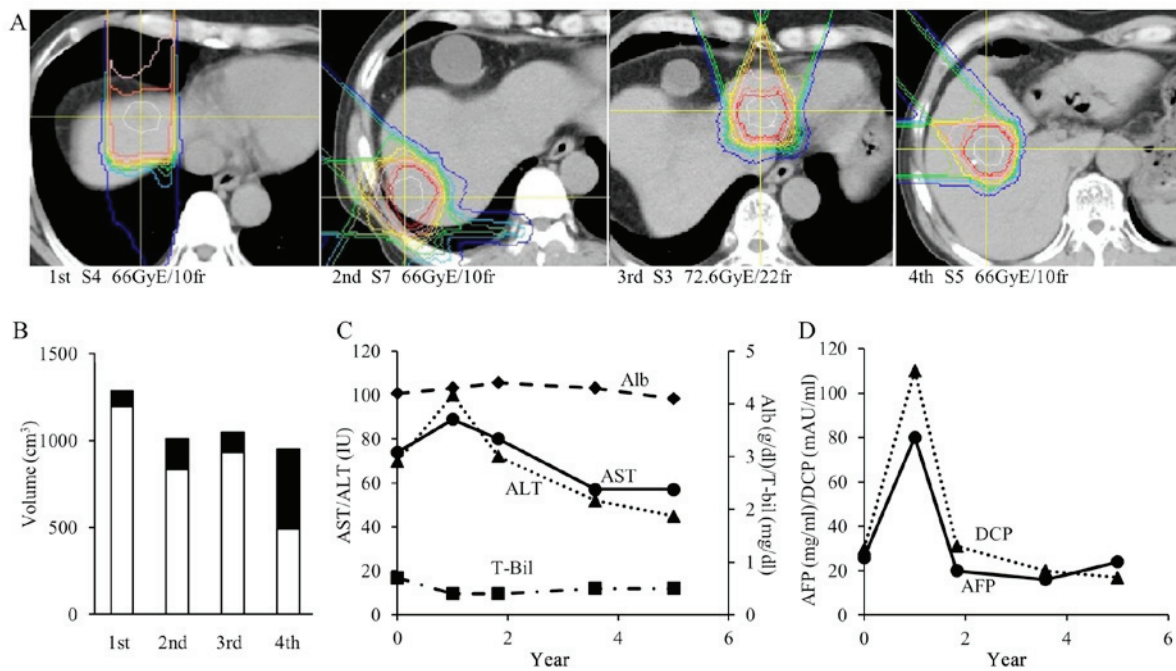 A
1st S4 66GyE/10fr
2nd S7 66GyE/10fr
3rd S3 72.6GyE/22fr
4th S5 66GyE/10fr
B
Volume (cm³)
1500
1000
500
0
1st 2nd 3rd 4th
C
AST/ALT (IU)
120
100
80
60
40
20
0
Alb
AST
ALT
T-Bil
5
4
3
2
1
0
Alb (g/dl)/T-bil (mg/dl)
0 2 4 6
Year
D
AFP (mg/ml)/DCP (mAU/ml)
120
100
80
60
40
20
0
DCP
AFP
0 2 4 6
Year